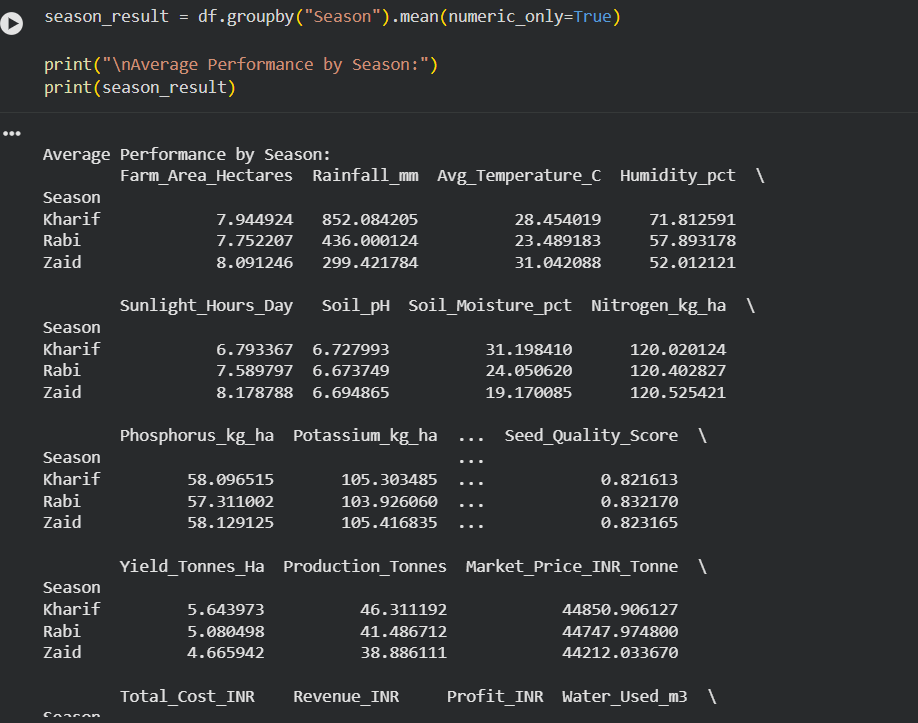 season_result = df.groupby("Season").mean(numeric_only=True)
print("\nAverage Performance by Season:")
print(season_result)
...
Average Performance by Season:
Farm_Area_Hectares Rainfall_mm Avg_Temperature_C Humidity_pct \
Season
Kharif 7.944924 852.084205 28.454019 71.812591
Rabi 7.752207 436.000124 23.489183 57.893178
Zaid 8.091246 299.421784 31.042088 52.012121
Sunlight_Hours_Day Soil_pH Soil_Moisture_pct Nitrogen_kg_ha \
Season
Kharif 6.793367 6.727993 31.198410 120.020124
Rabi 7.589797 6.673749 24.050620 120.402827
Zaid 8.178788 6.694865 19.170085 120.525421
Phosphorus_kg_ha Potassium_kg_ha ... Seed_Quality_Score \
Season ...
Kharif 58.096515 105.303485 ... 0.821613
Rabi 57.311002 103.926060 ... 0.832170
Zaid 58.129125 105.416835 ... 0.823165
Yield_Tonnes_Ha Production_Tonnes Market_Price_INR_Tonne \
Season
Kharif 5.643973 46.311192 44850.906127
Rabi 5.080498 41.486712 44747.974800
Zaid 4.665942 38.886111 44212.033670
Total_Cost_INR Revenue_INR Profit_INR Water_Used_m3 \
Season